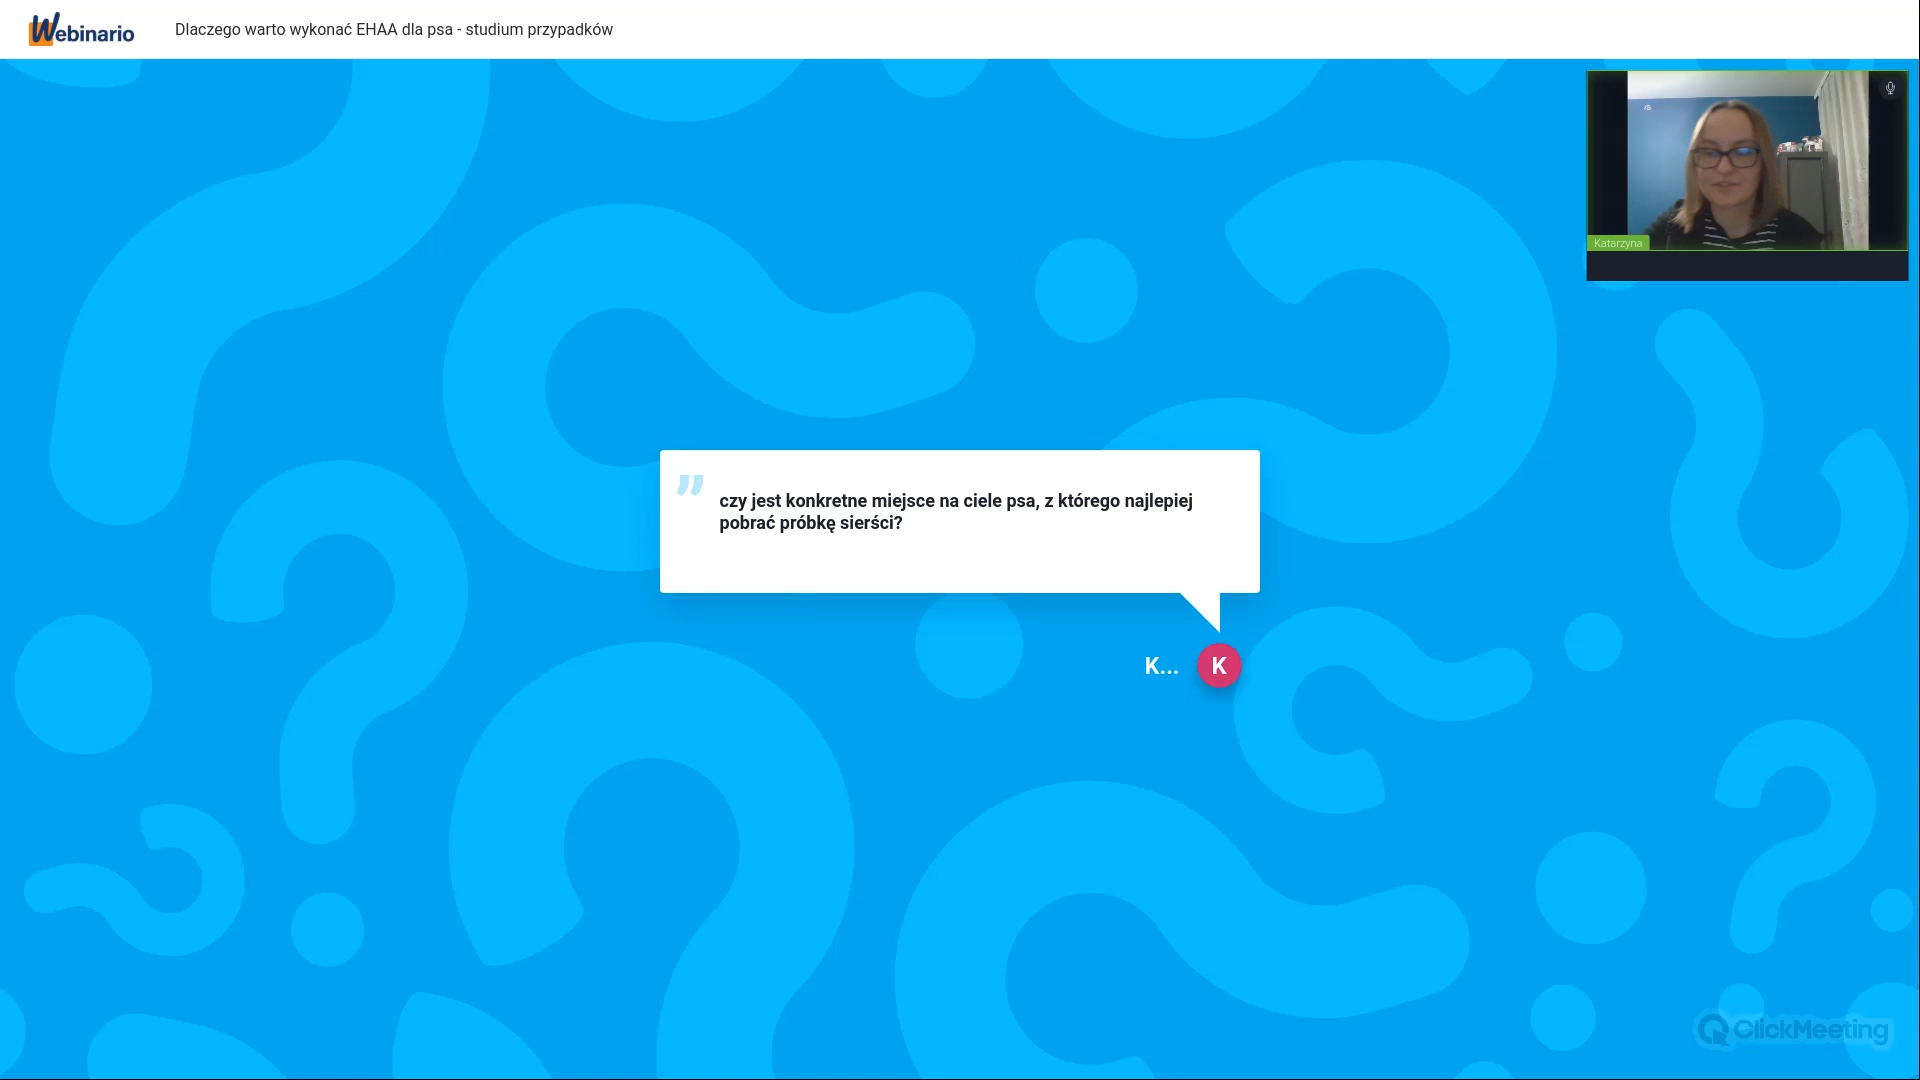 Webinario
Dlaczego warto wykonać EHAA dla psa - studium przypadków
Katarzyna
czy jest konkretne miejsce na ciele psa, z którego najlepiej
pobrać próbkę sierści?
K... K
ClickMeeting